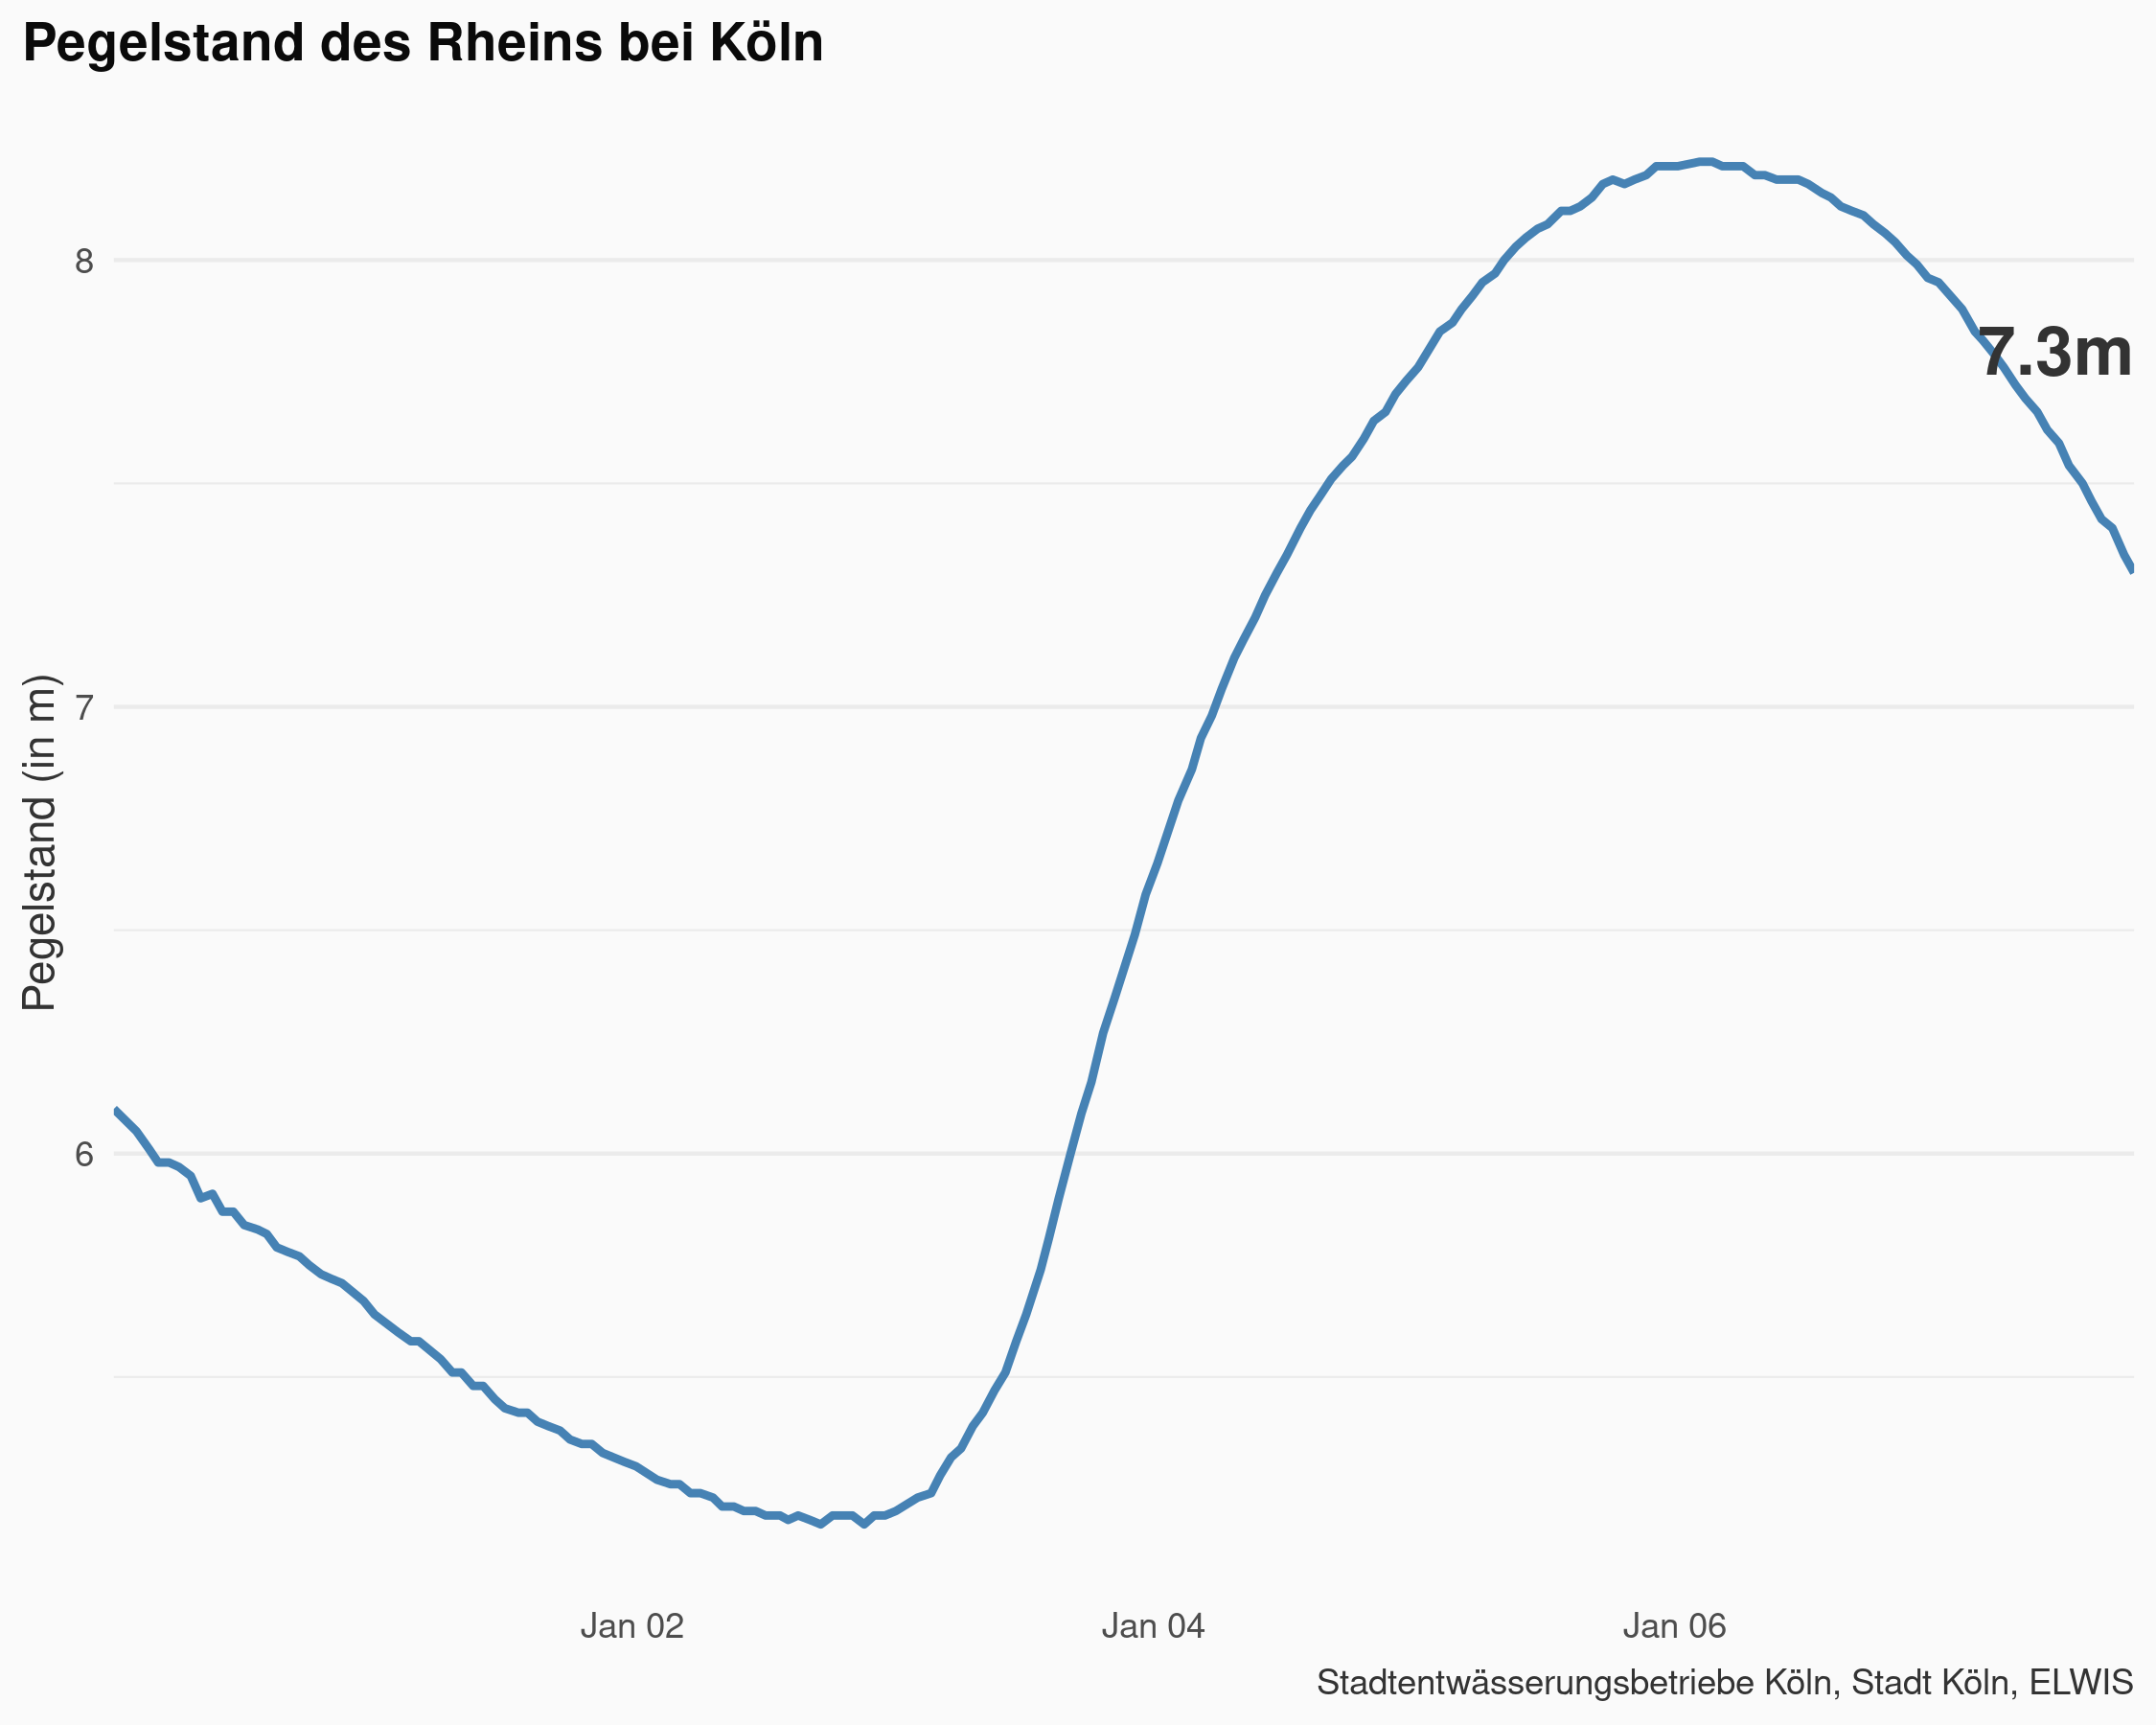 Pegelstand des Rheins bei Köln
Pegelstand (in m)
8
7
6
7.3m
Jan 02
Jan 04
Jan 06
Stadtentwässerungsbetriebe Köln, Stadt Köln, ELWIS